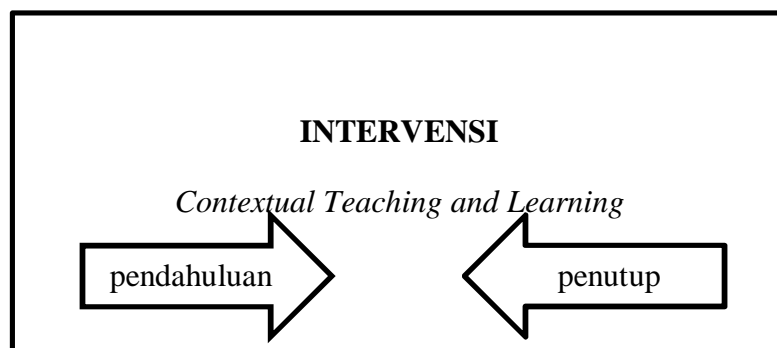 INTERVENSI
Contextual Teaching and Learning
pendahuluan
penutup